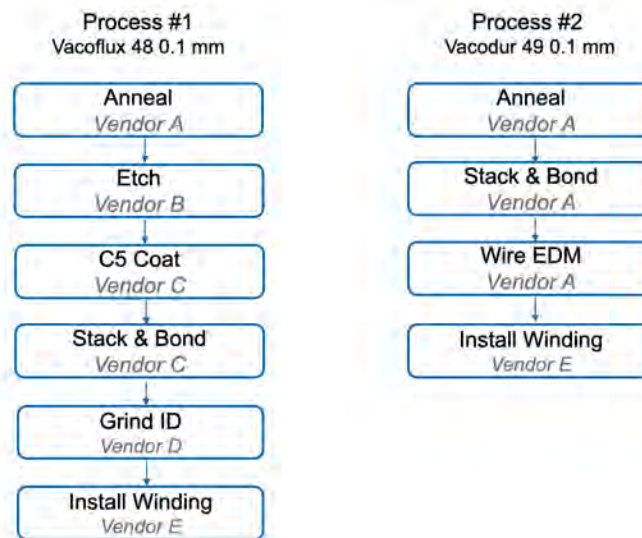 Process #1
Vacoflux 48 0.1 mm
Anneal
Vendor A
Etch
Vendor B
C5 Coat
Vendor C
Stack & Bond
Vendor C
Grind ID
Vendor D
Install Winding
Vendor E
Process #2
Vacodur 49 0.1 mm
Anneal
Vendor A
Stack & Bond
Vendor A
Wire EDM
Vendor A
Install Winding
Vendor E